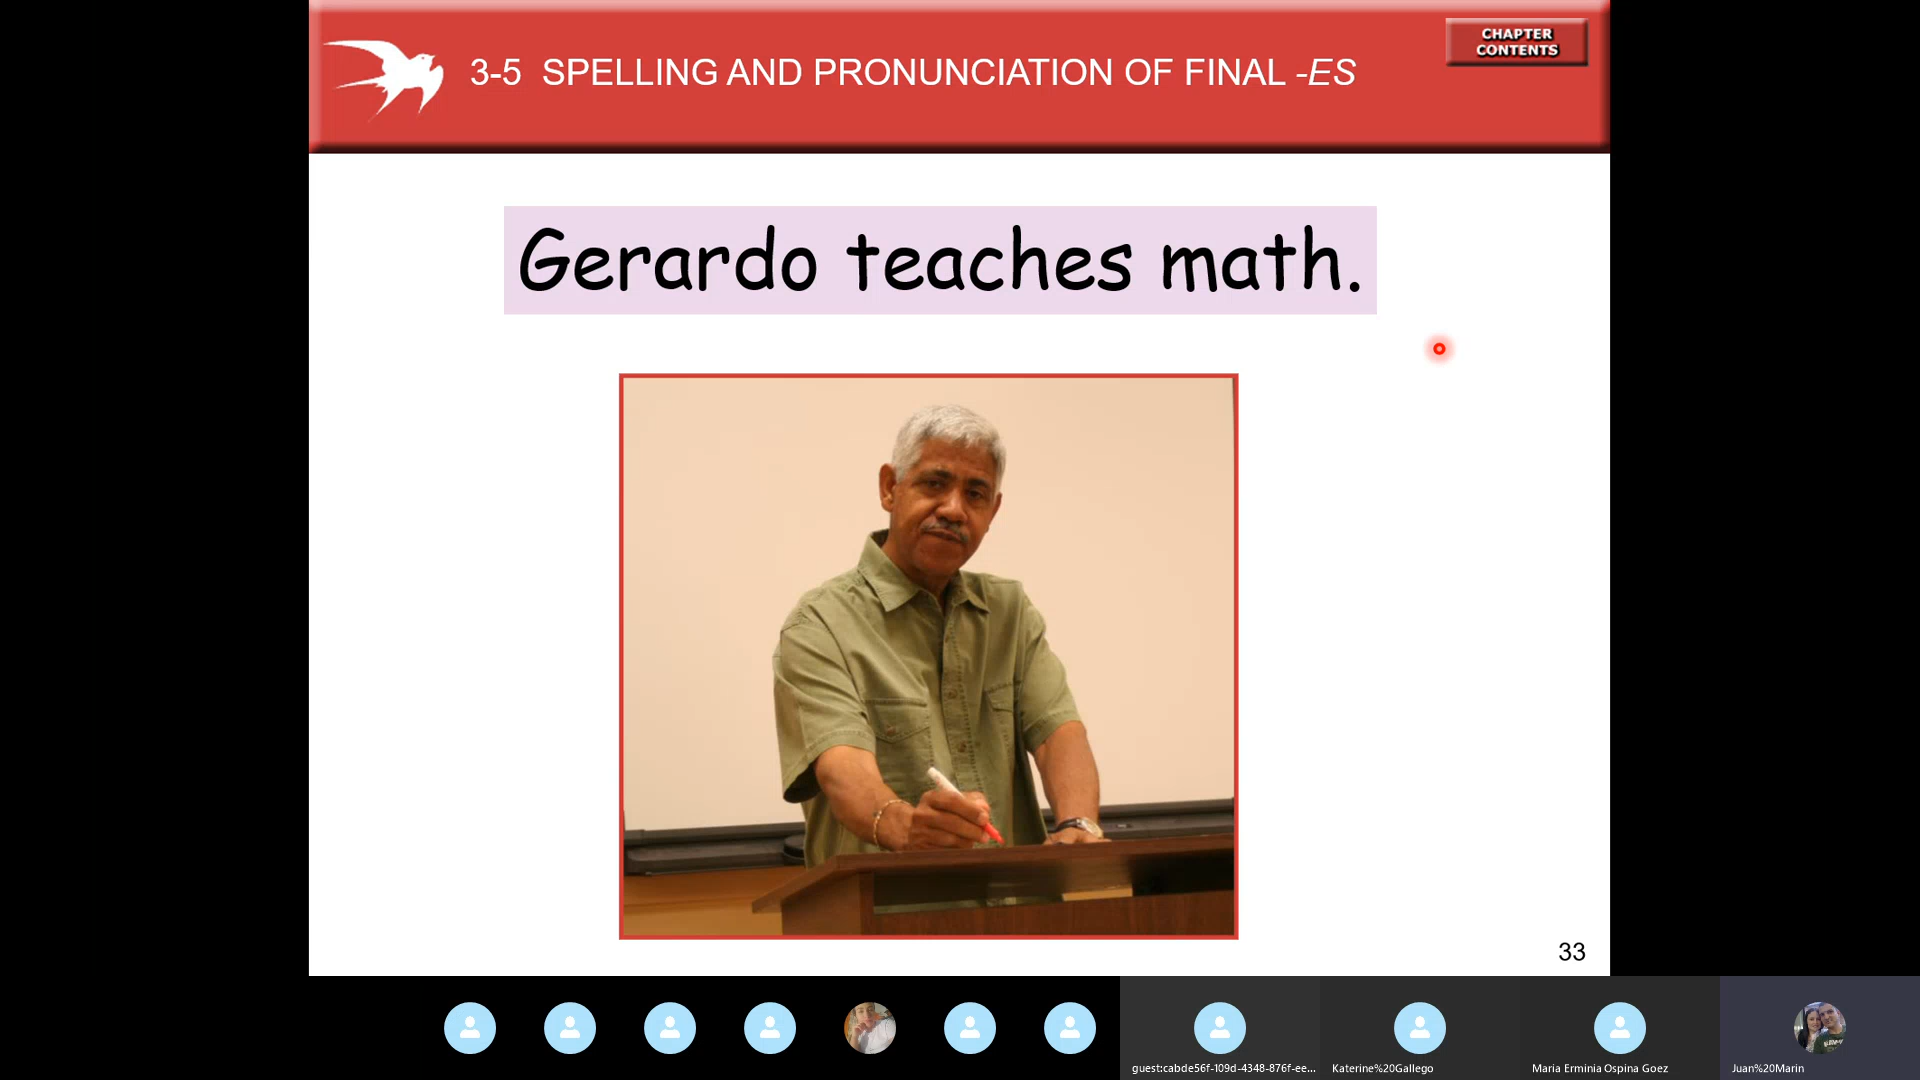 3-5 SPELLING AND PRONUNCIATION OF FINAL -ES
CHAPTER
CONTENTS
Gerardo teaches math.
33
guest:cabde56f-109d-4348-876f-ee...
Katerine%20Gallego
Maria Erminia Ospina Goez
Juan%20Marin